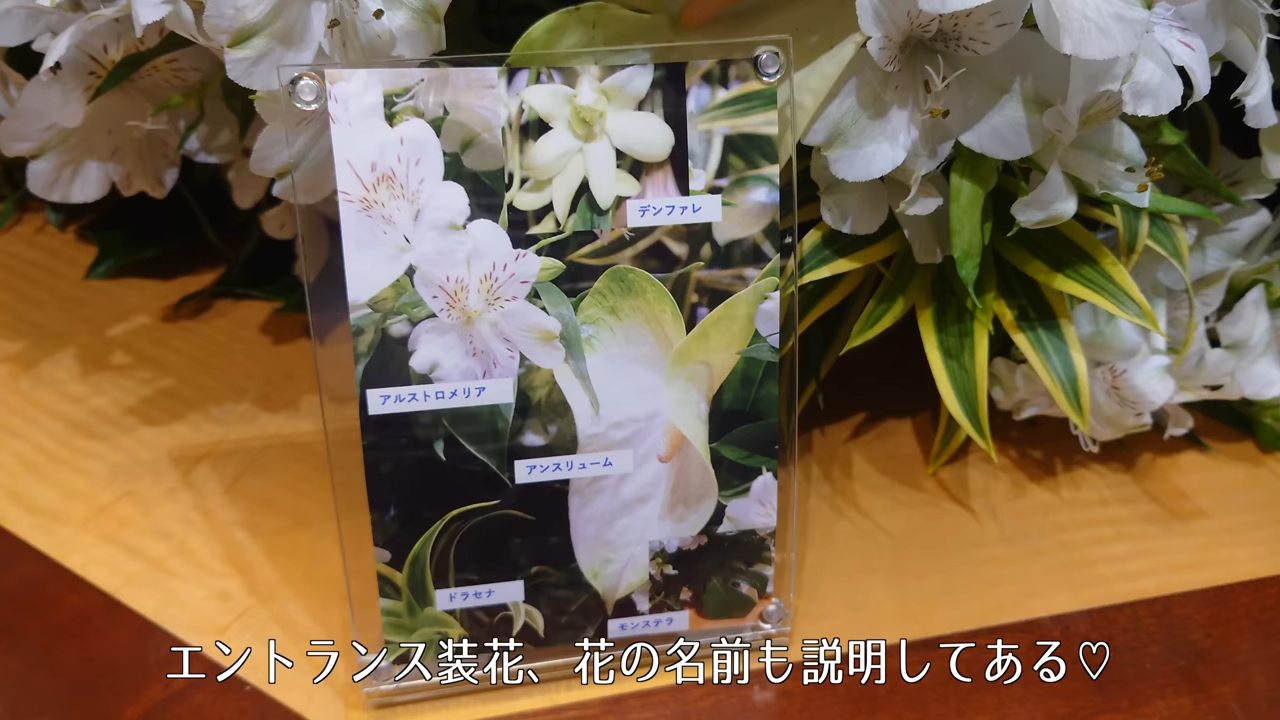 デンファレ
アルストロメリア
アンスリューム
ドラセナ
モンステラ
エントランス装花、花の名前も説明してある♡